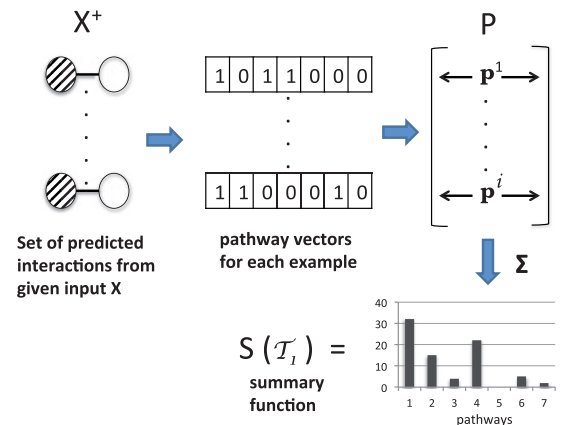 X⁺
P
1 0 1 1 0 0 0
p¹
1 1 0 0 0 1 0
pⁱ
Set of predicted
interactions from
given input X
pathway vectors
for each example
Σ
S (𝒯₁) =
summary
function
40
30
20
10
0
1 2 3 4 5 6 7
pathways